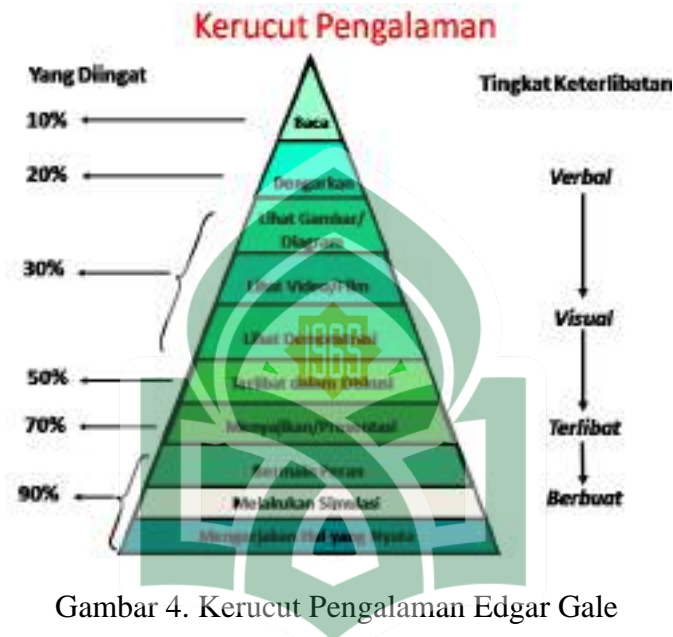 Kerucut Pengalaman
Yang Diingat
Tingkat Keterlibatan
10%
Baca
20%
Dengarkan
Verbal
Lihat Gambar/
Diagram
30%
Lihat Video/Film
Visual
Lihat Demonstrasi
1965
50%
Terlibat dalam Diskusi
70%
Menyajikan/Presentasi
Terlibat
Bermain Peran
90%
Melakukan Simulasi
Berbuat
Mengerjakan Hal yang Nyata
Gambar 4. Kerucut Pengalaman Edgar Gale